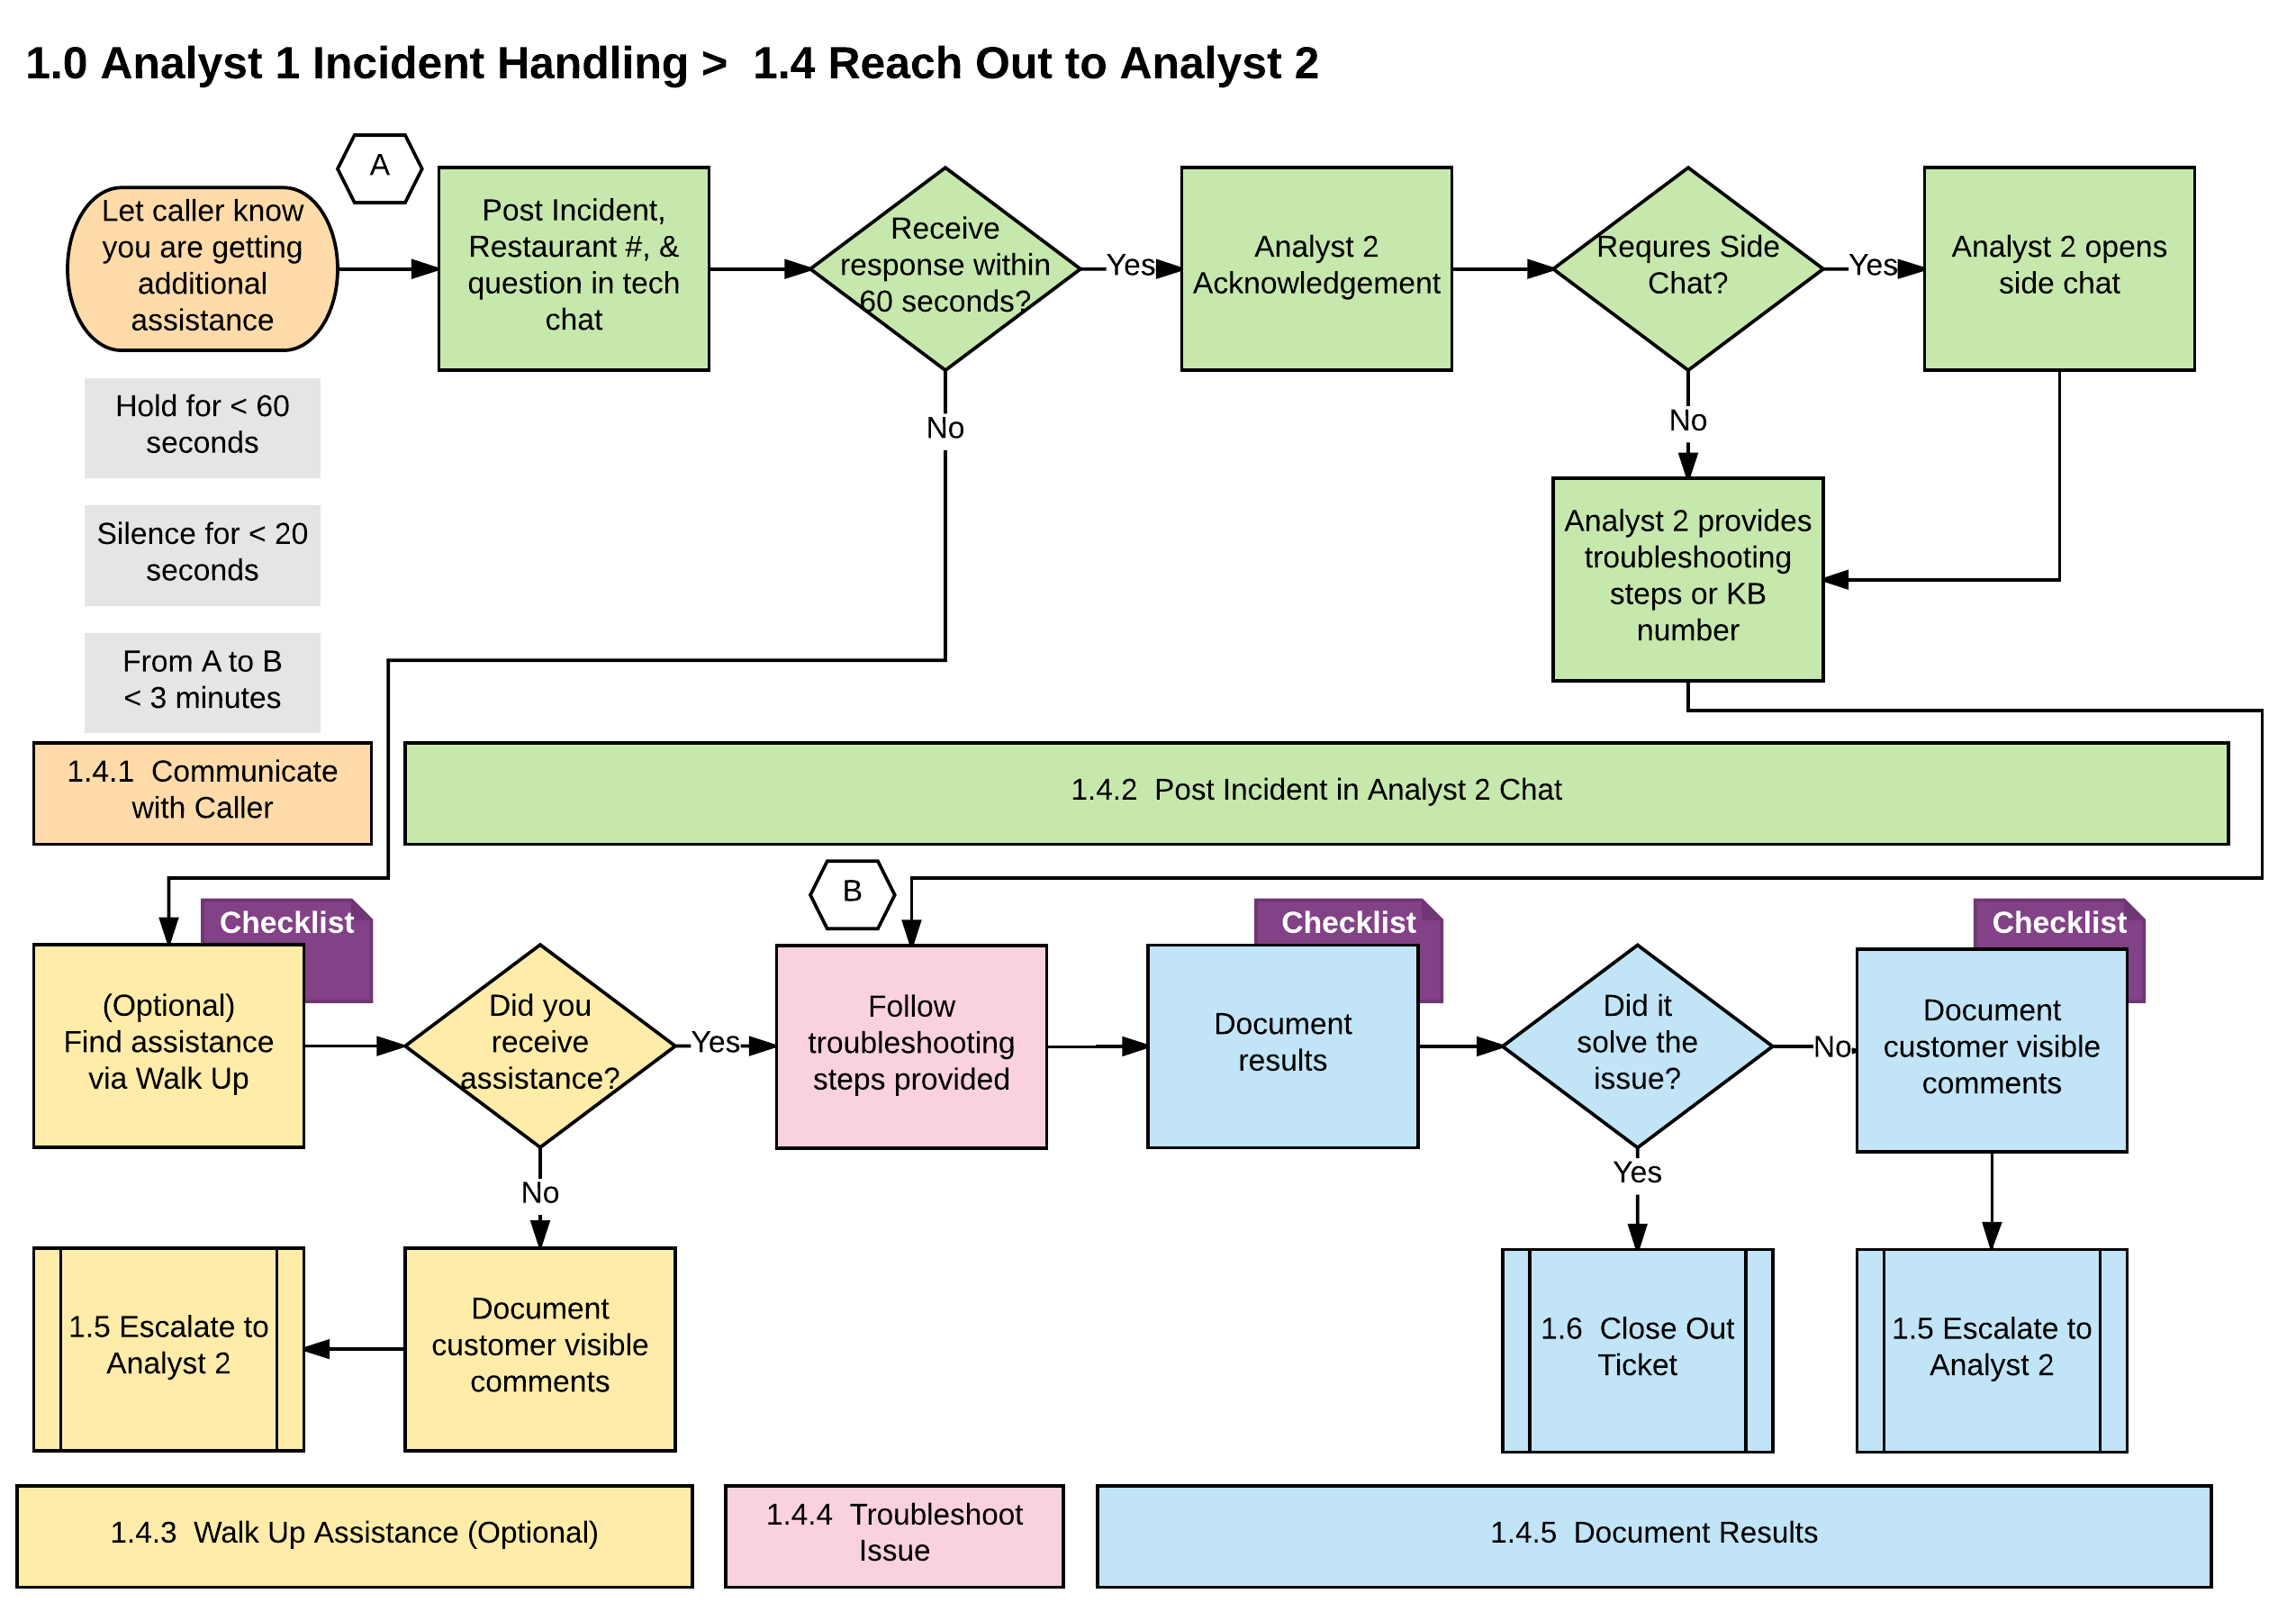 1.0 Analyst 1 Incident Handling >  1.4 Reach Out to Analyst 2
A
Let caller know
you are getting
additional
assistance
Post Incident,
Restaurant #, &
question in tech
chat
Receive
response within
60 seconds?
Yes
Analyst 2
Acknowledgement
Requres Side
Chat?
Yes
Analyst 2 opens
side chat
Hold for < 60
seconds
No
No
Silence for < 20
seconds
Analyst 2 provides
troubleshooting
steps or KB
number
From A to B
< 3 minutes
1.4.1  Communicate
with Caller
1.4.2  Post Incident in Analyst 2 Chat
B
Checklist
Checklist
Checklist
(Optional)
Find assistance
via Walk Up
Did you
receive
assistance?
Yes
Follow
troubleshooting
steps provided
Document
results
Did it
solve the
issue?
No
Document
customer visible
comments
No
Yes
1.5 Escalate to
Analyst 2
Document
customer visible
comments
1.6  Close Out
Ticket
1.5 Escalate to
Analyst 2
1.4.3  Walk Up Assistance (Optional)
1.4.4  Troubleshoot
Issue
1.4.5  Document Results